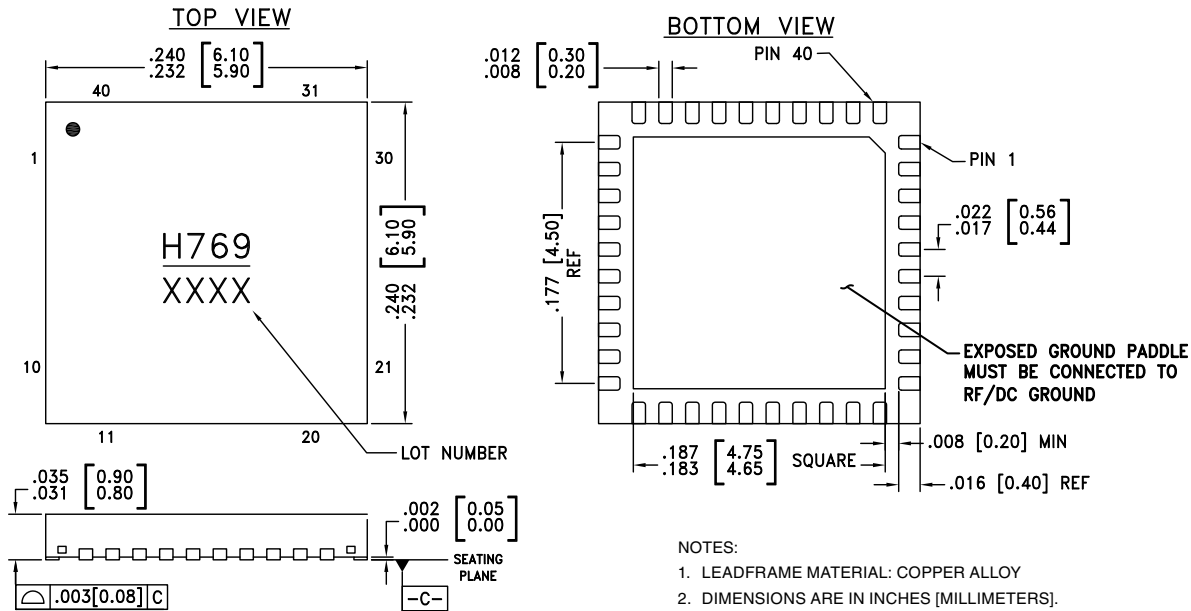 TOP VIEW
.240 [6.10]
.232 [5.90]
40
31
1
30
H769
XXXX
[6.10]
[5.90]
.240
.232
10
21
11
20
LOT NUMBER
.035 [0.90]
.031 [0.80]
.002 [0.05]
.000 [0.00]
SEATING
PLANE
.003[0.08] C
-C-
BOTTOM VIEW
.012 [0.30]
.008 [0.20]
PIN 40
PIN 1
.022 [0.56]
.017 [0.44]
.177 [4.50]
REF
EXPOSED GROUND PADDLE
MUST BE CONNECTED TO
RF/DC GROUND
.187 [4.75]
.183 [4.65]
SQUARE
.008 [0.20] MIN
.016 [0.40] REF
NOTES:
1. LEADFRAME MATERIAL: COPPER ALLOY
2. DIMENSIONS ARE IN INCHES [MILLIMETERS].